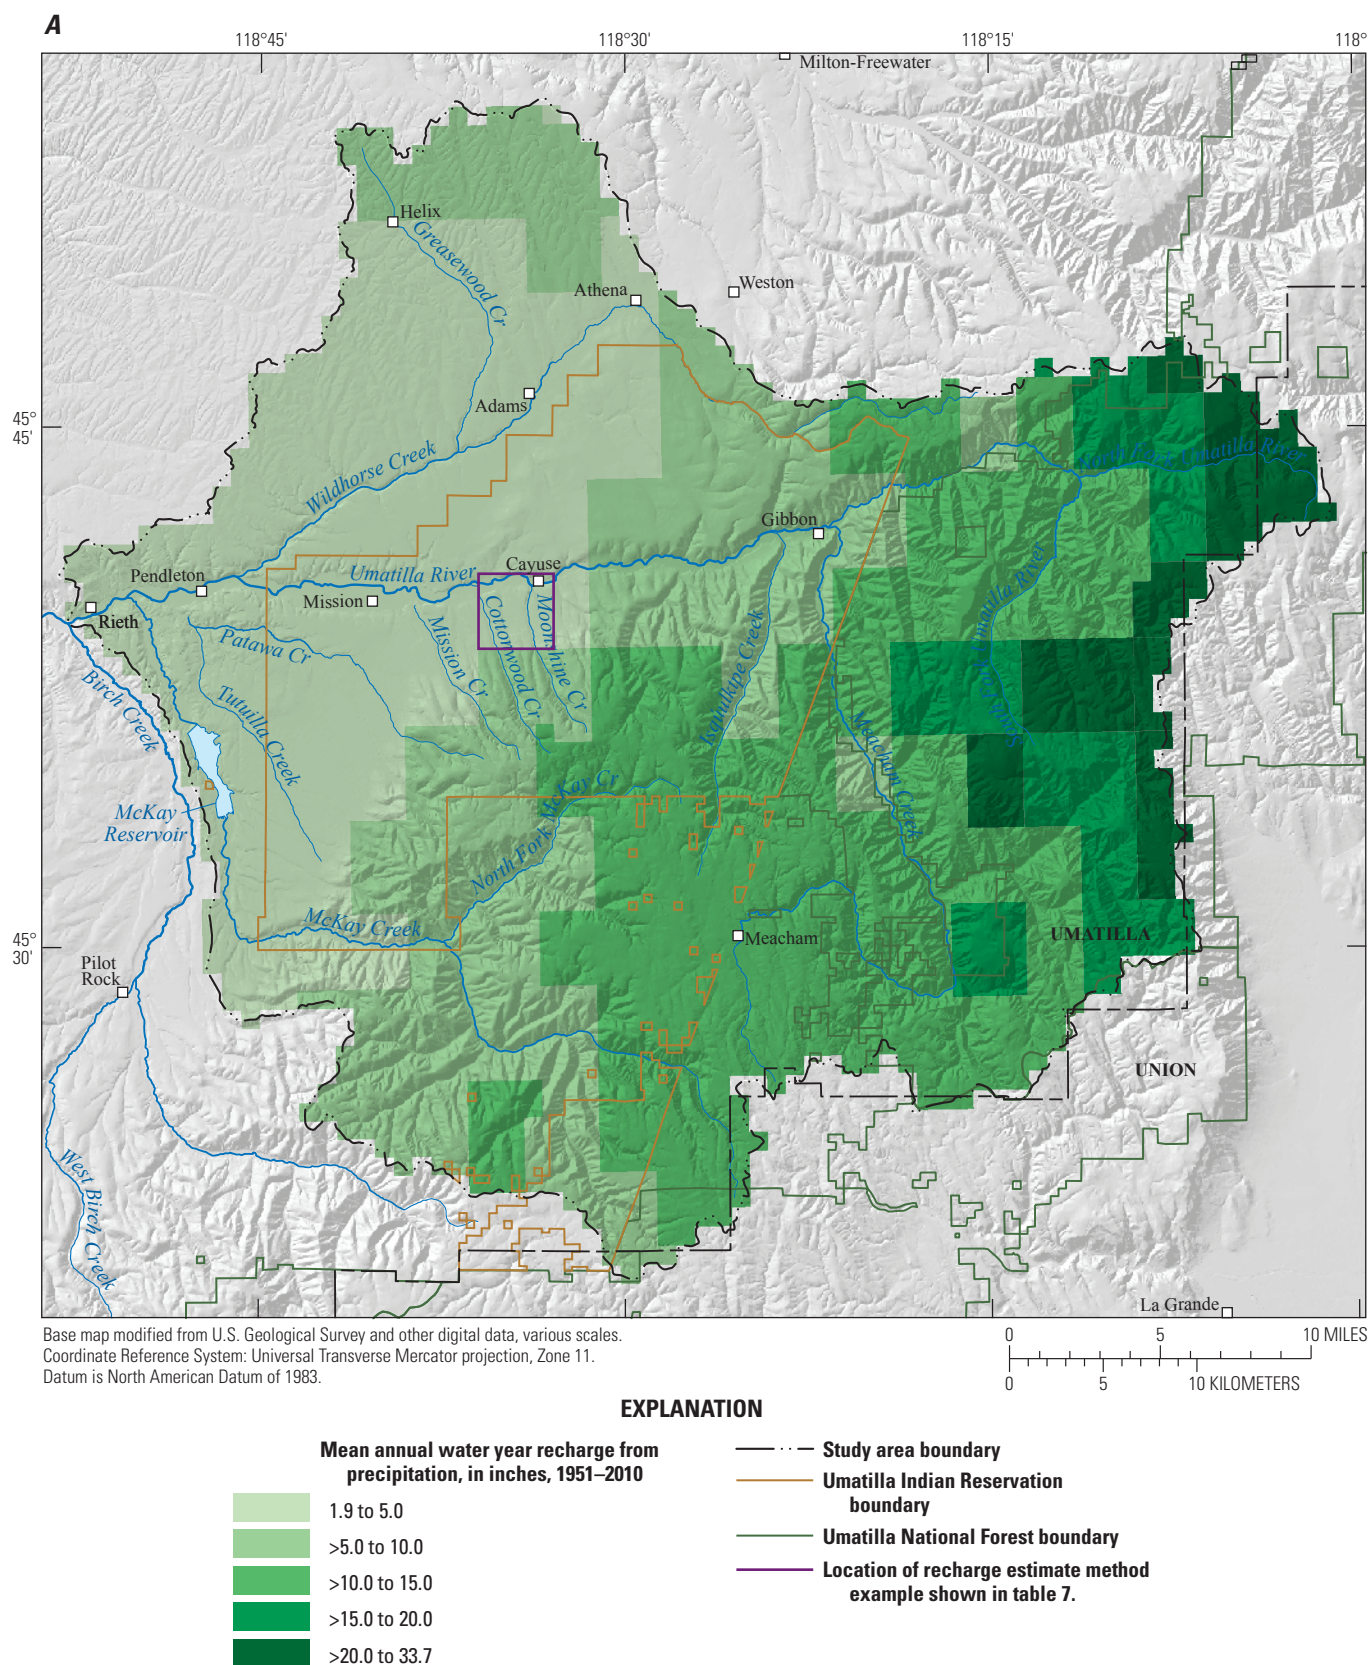 A
118°45'
118°30'
118°15'
118°
Milton-Freewater
Helix
Greasewood Cr
Weston
Athena
Adams
45°
45'
Wildhorse Creek
North Fork Umatilla River
Gibbon
Pendleton
Umatilla River
Cayuse
Mission
Rieth
Patawa Cr
Mission Cr
Cottonwood Cr
Moonshine Cr
Isquulktpe Creek
South Fork Umatilla River
Birch Creek
Tutuilla Creek
Meacham Creek
McKay
Reservoir
North Fork McKay Cr
McKay Creek
Meacham
UMATILLA
45°
30'
Pilot
Rock
UNION
West Birch Creek
La Grande
Base map modified from U.S. Geological Survey and other digital data, various scales.
Coordinate Reference System: Universal Transverse Mercator projection, Zone 11.
Datum is North American Datum of 1983.
0 5 10 MILES
0 5 10 KILOMETERS
EXPLANATION
Mean annual water year recharge from
precipitation, in inches, 1951–2010
1.9 to 5.0
>5.0 to 10.0
>10.0 to 15.0
>15.0 to 20.0
>20.0 to 33.7
Study area boundary
Umatilla Indian Reservation
boundary
Umatilla National Forest boundary
Location of recharge estimate method
example shown in table 7.